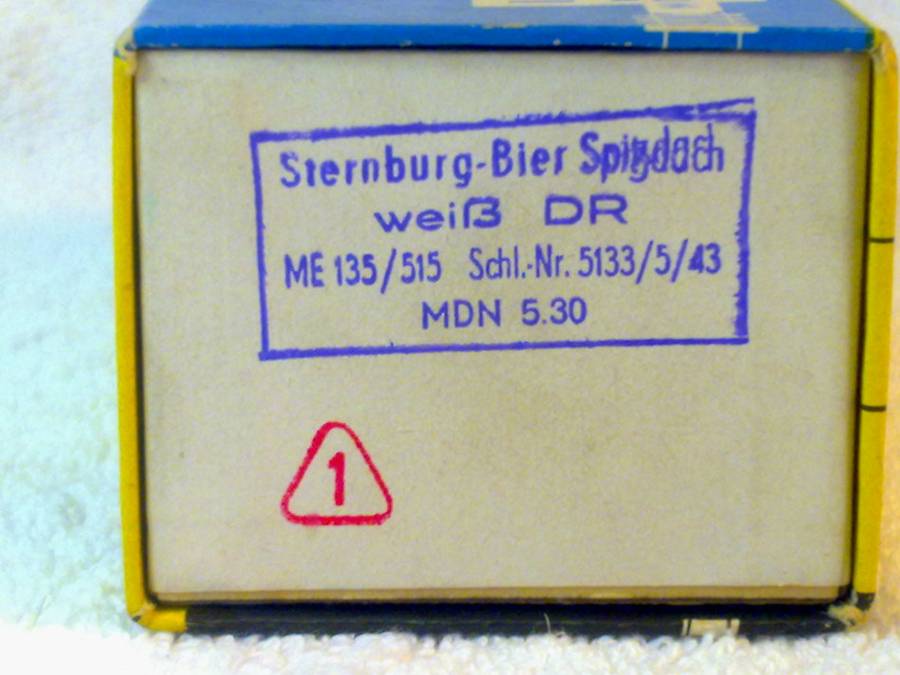 Sternburg-Bier Spitzdach
weiß DR
ME 135/515 Schl.-Nr. 5133/5/43
MDN 5.30
1